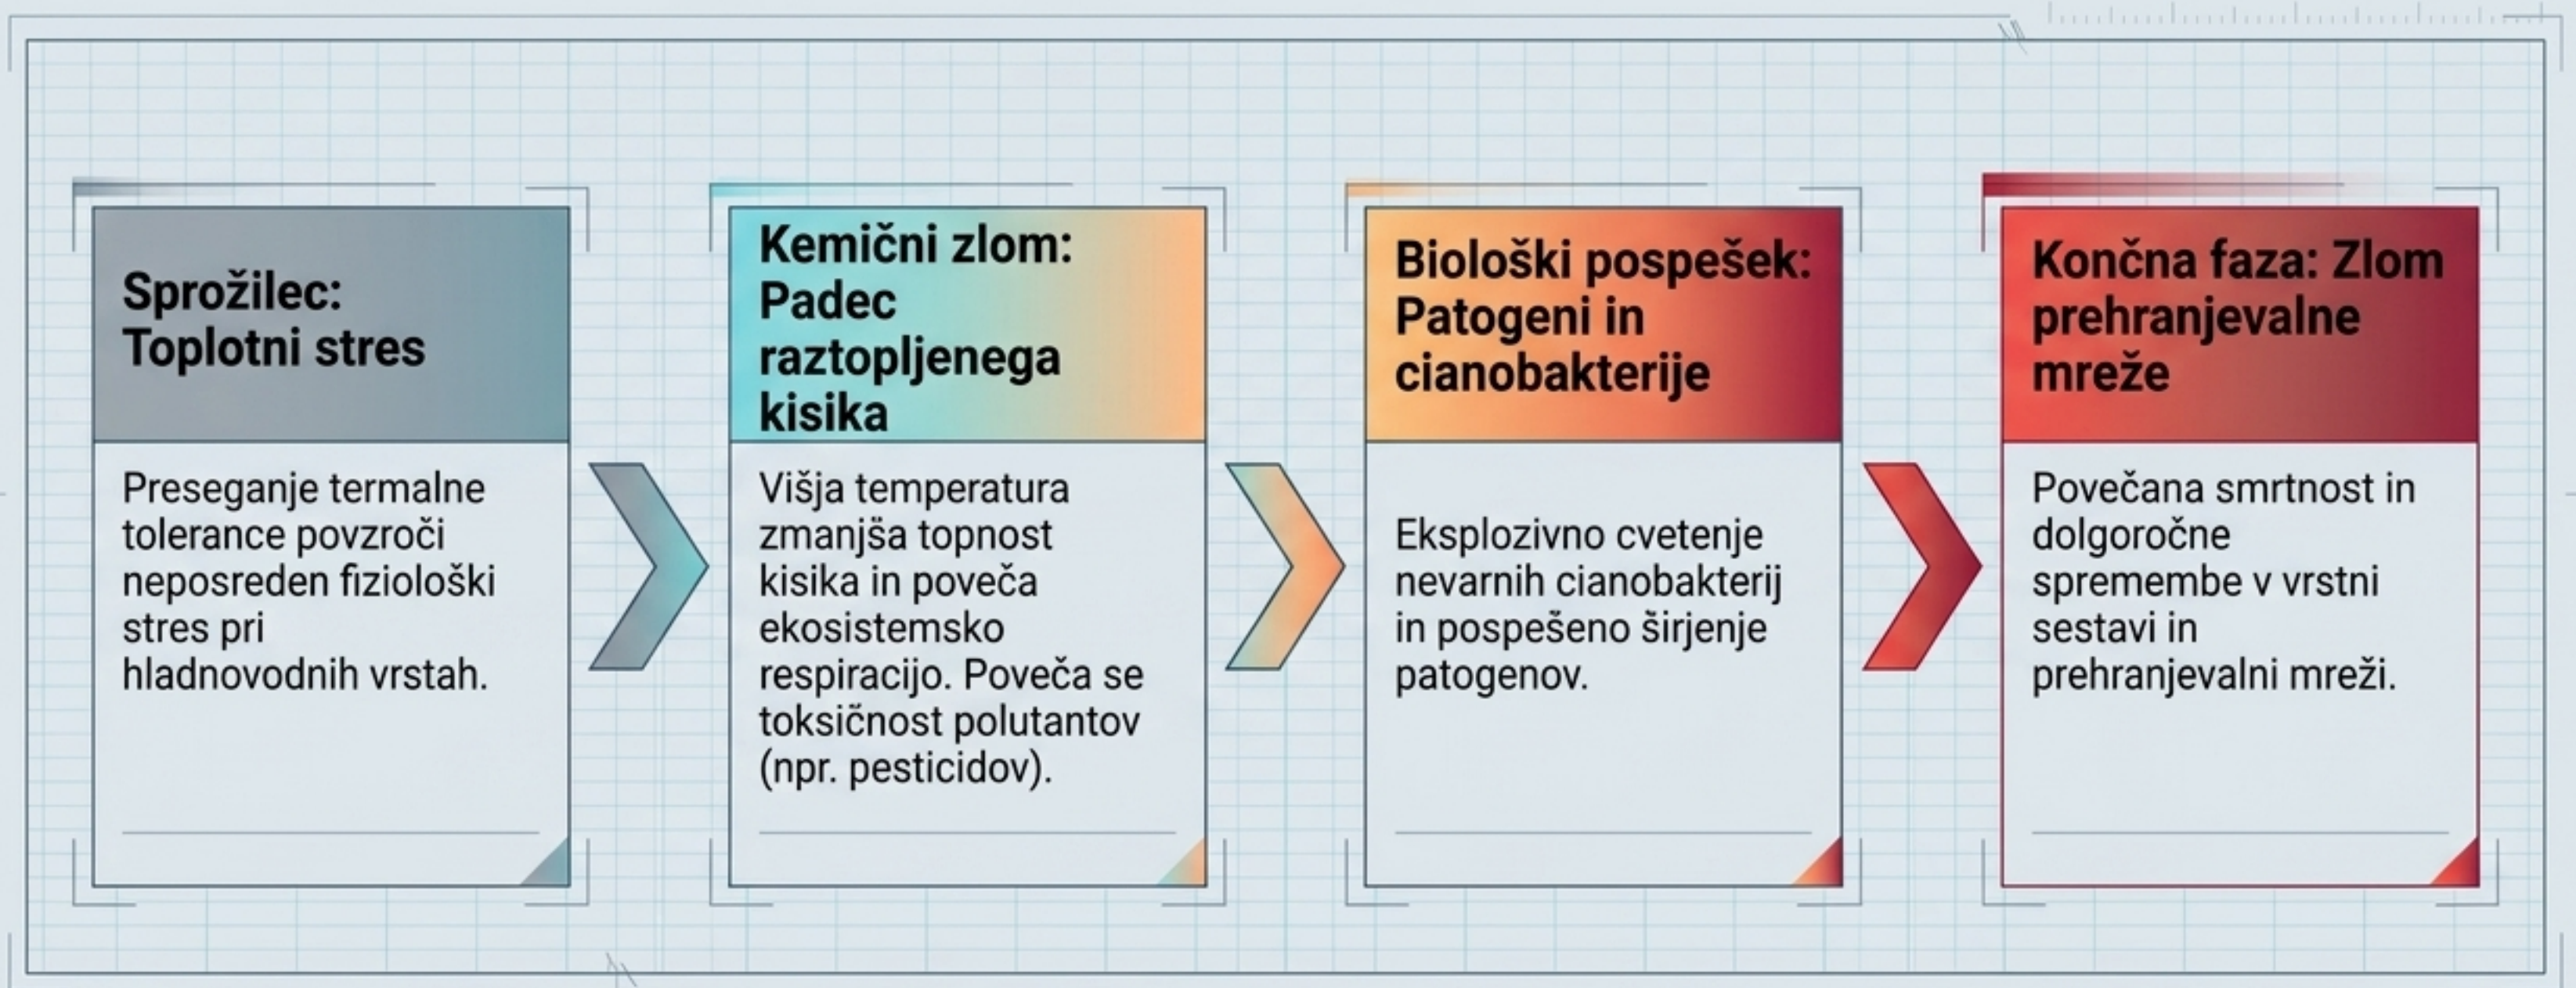 Sprožilec:
Toplotni stres
Preseganje termalne
tolerance povzroči
neposreden fiziološki
stres pri
hladnovodnih vrstah.
Kemični zlom:
Padec
raztopljenega
kisika
Višja temperatura
zmanjša topnost
kisika in poveča
ekosistemsko
respiracijo. Poveča se
toksičnost polutantov
(npr. pesticidov).
Biološki pospešek:
Patogeni in
cianobakterije
Eksplozivno cvetenje
nevarnih cianobakterij
in pospešeno širjenje
patogenov.
Končna faza: Zlom
prehranjevalne
mreže
Povečana smrtnost in
dolgoročne
spremembe v vrstni
sestavi in
prehranjevalni mreži.